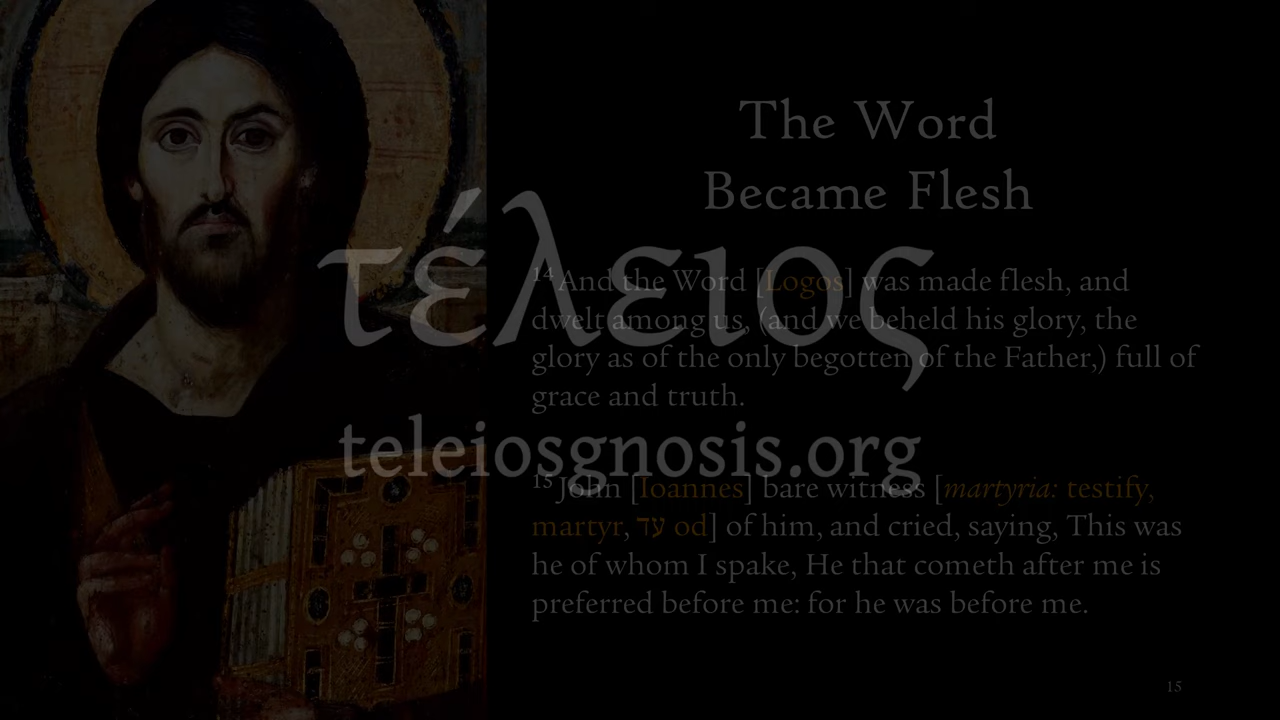 The Word
Became Flesh
τέλειος
14 And the Word [Logos] was made flesh, and
dwelt among us, (and we beheld his glory, the
glory as of the only begotten of the Father,) full of
grace and truth.
teleiosgnosis.org
15 John [Ioannes] bare witness [martyria: testify,
martyr, עד od] of him, and cried, saying, This was
he of whom I spake, He that cometh after me is
preferred before me: for he was before me.
15